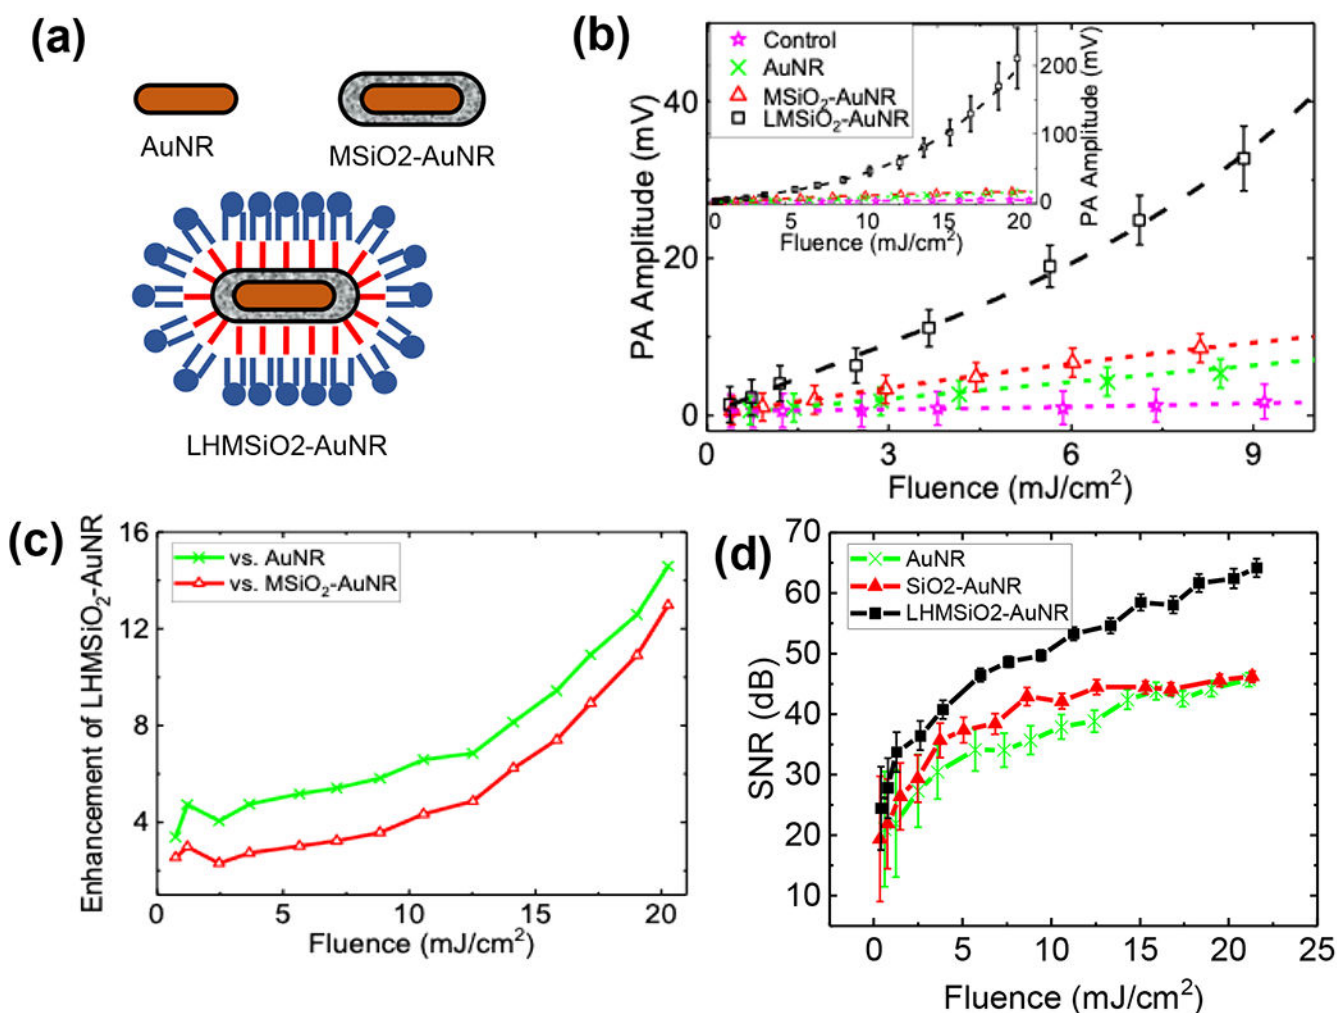 (a)
AuNR
MSiO2-AuNR
LHMSiO2-AuNR
(b)
PA Amplitude (mV)
40
20
0
0 3 6 9
Fluence (mJ/cm²)
Control
AuNR
MSiO₂-AuNR
LMSiO₂-AuNR
200
100
0
PA Amplitude (mV)
0 5 10 15 20
Fluence (mJ/cm²)
(c)
Enhancement of LHMSiO₂-AuNR
16
12
8
4
0 5 10 15 20
Fluence (mJ/cm²)
vs. AuNR
vs. MSiO₂-AuNR
(d)
SNR (dB)
70
60
50
40
30
20
10
0 5 10 15 20 25
Fluence (mJ/cm²)
AuNR
SiO2-AuNR
LHMSiO2-AuNR